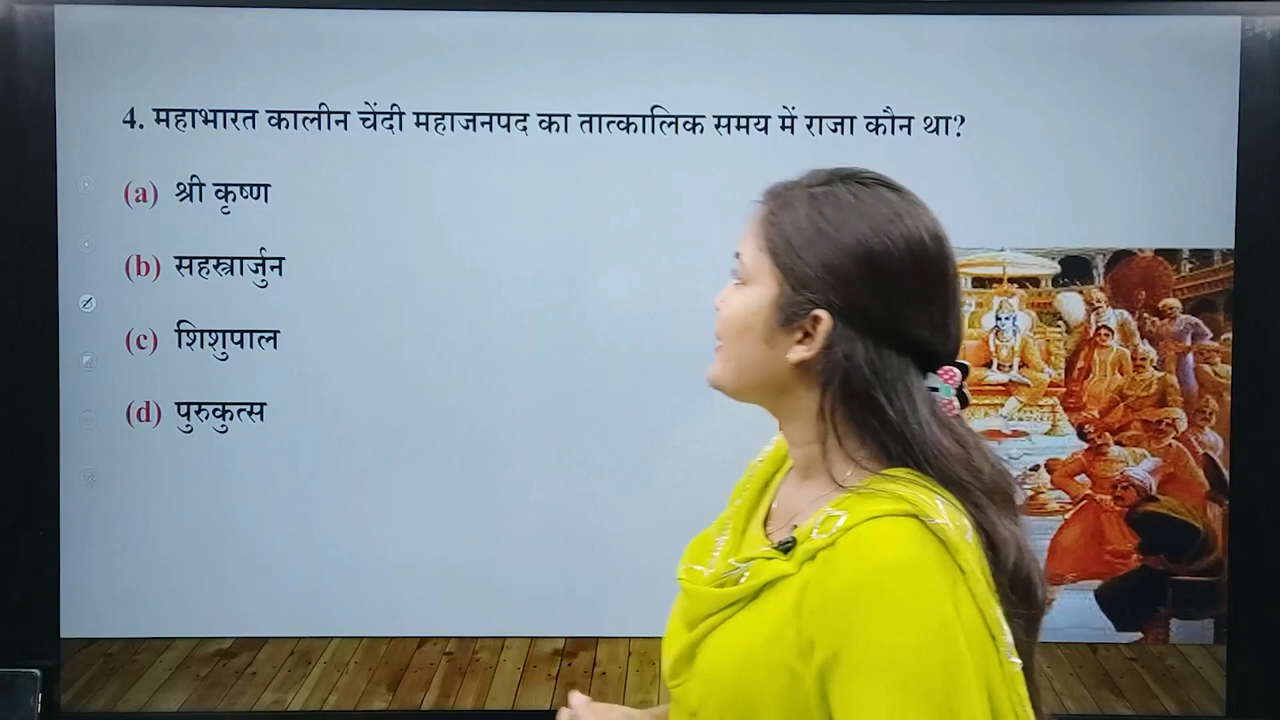 4. महाभारत कालीन चेंदी महाजनपद का तात्कालिक समय में राजा कौन था?
(a) श्री कृष्ण
(b) सहस्त्रार्जुन
(c) शिशुपाल
(d) पुरुकुत्स